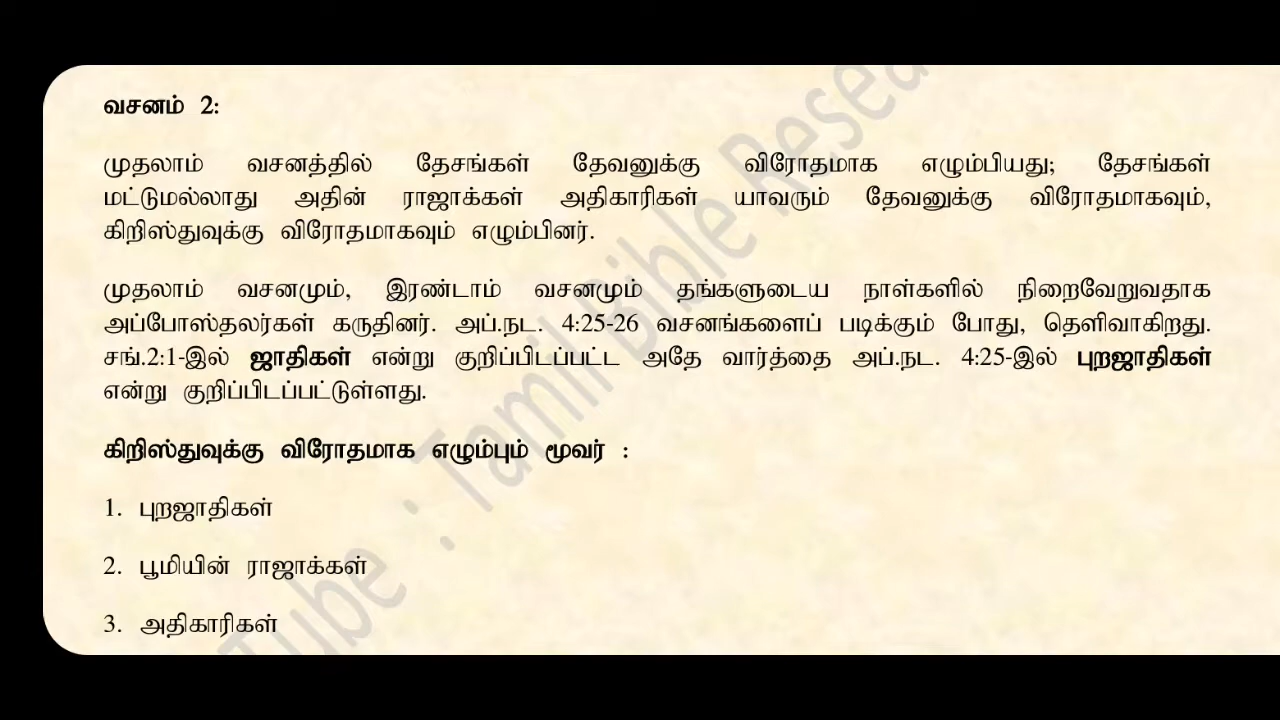 வசனம் 2:
முதலாம் வசனத்தில் தேசங்கள் தேவனுக்கு விரோதமாக எழும்பியது; தேசங்கள்
மட்டுமல்லாது அதின் ராஜாக்கள் அதிகாரிகள் யாவரும் தேவனுக்கு விரோதமாகவும்,
கிறிஸ்துவுக்கு விரோதமாகவும் எழும்பினர்.
முதலாம் வசனமும், இரண்டாம் வசனமும் தங்களுடைய நாள்களில் நிறைவேறுவதாக
அப்போஸ்தலர்கள் கருதினர். அப்.நட. 4:25-26 வசனங்களைப் படிக்கும் போது, தெளிவாகிறது.
சங்.2:1-இல் ஜாதிகள் என்று குறிப்பிடப்பட்ட அதே வார்த்தை அப்.நட. 4:25-இல் புறஜாதிகள்
என்று குறிப்பிடப்பட்டுள்ளது.
கிறிஸ்துவுக்கு விரோதமாக எழும்பும் மூவர் :
1. புறஜாதிகள்
2. பூமியின் ராஜாக்கள்
3. அதிகாரிகள்
Tube : Tamil Bible Resea